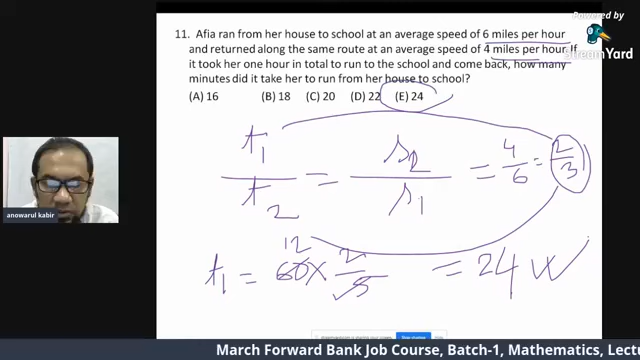 Powered by
StreamYard
11. Afia ran from her house to school at an average speed of 6 miles per hour
and returned along the same route at an average speed of 4 miles per hour. If
it took her one hour in total to run to the school and come back, how many
minutes did it take her to run from her house to school?
(A) 16 (B) 18 (C) 20 (D) 22 (E) 24
t1/t2 = s2/s1 = 4/6 = 2/3
anowarul kabir
12
t1 = 60 × 2/5 = 24
March Forward Bank Job Course, Batch-1, Mathematics, Lectu